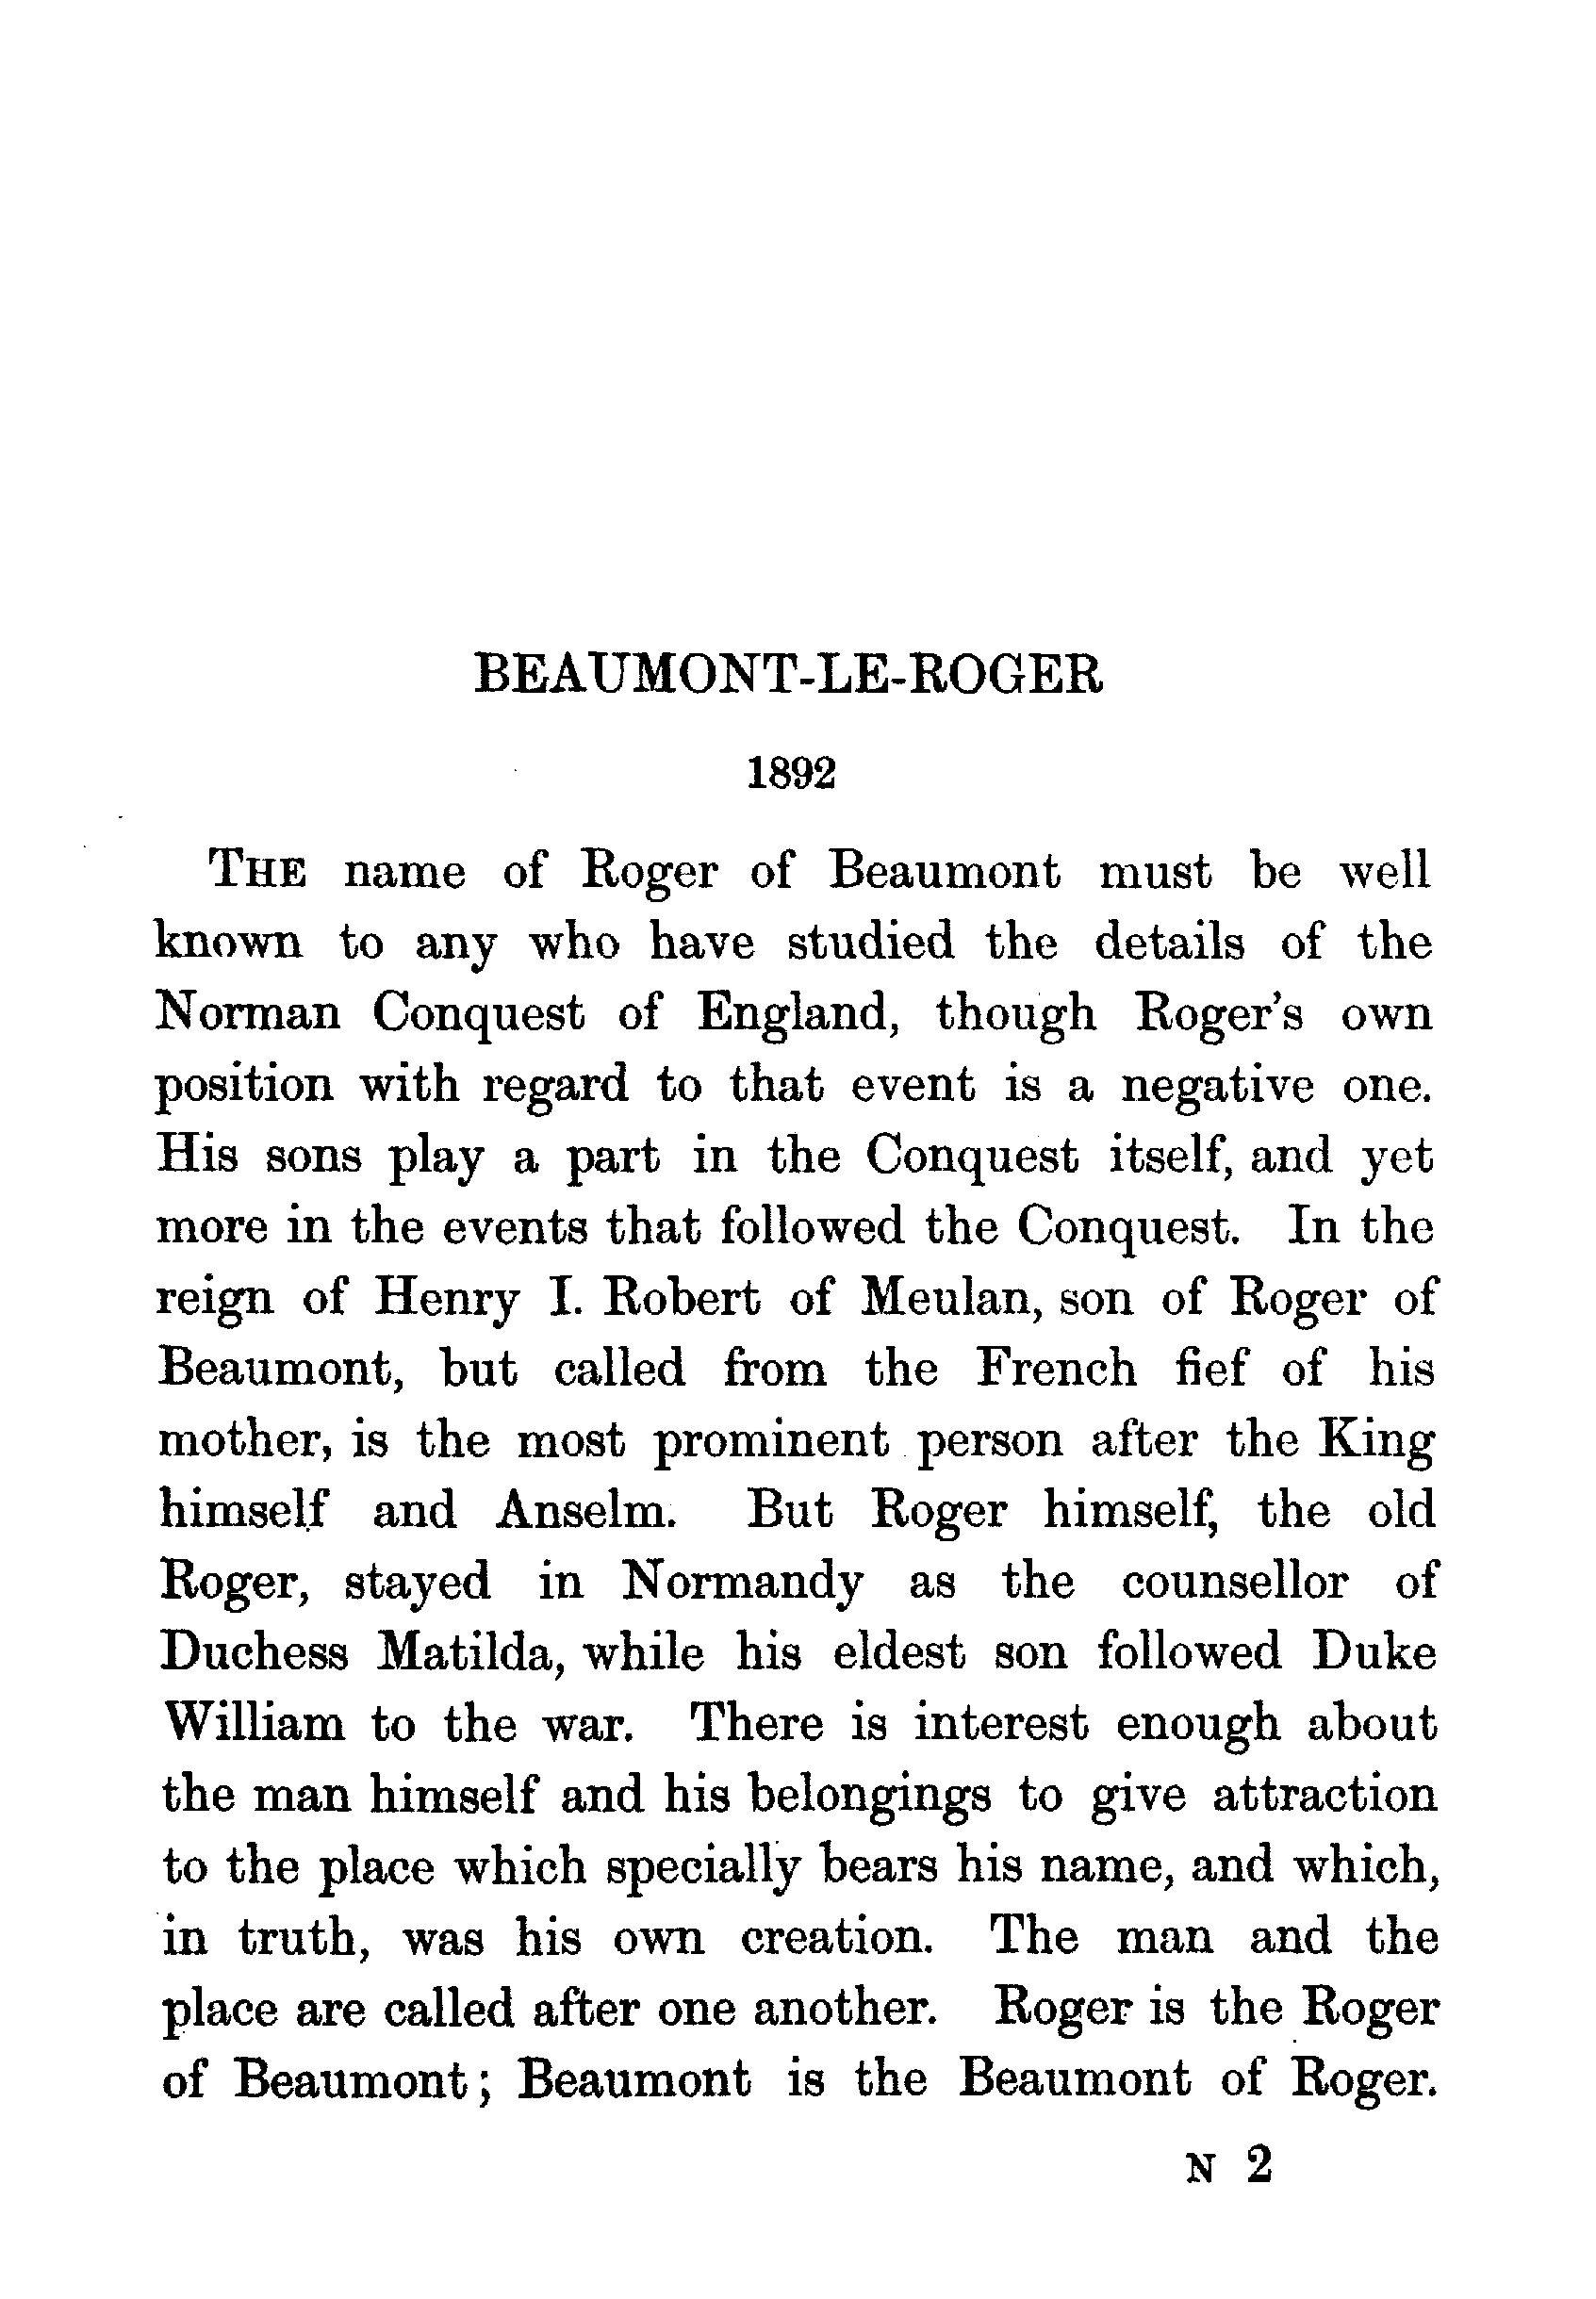 BEAUMONT-LE-ROGER
1892
THE name of Roger of Beaumont must be well
known to any who have studied the details of the
Norman Conquest of England, though Roger's own
position with regard to that event is a negative one.
His sons play a part in the Conquest itself, and yet
more in the events that followed the Conquest. In the
reign of Henry I. Robert of Meulan, son of Roger of
Beaumont, but called from the French fief of his
mother, is the most prominent person after the King
himself and Anselm. But Roger himself, the old
Roger, stayed in Normandy as the counsellor of
Duchess Matilda, while his eldest son followed Duke
William to the war. There is interest enough about
the man himself and his belongings to give attraction
to the place which specially bears his name, and which,
in truth, was his own creation. The man and the
place are called after one another. Roger is the Roger
of Beaumont; Beaumont is the Beaumont of Roger.
N 2